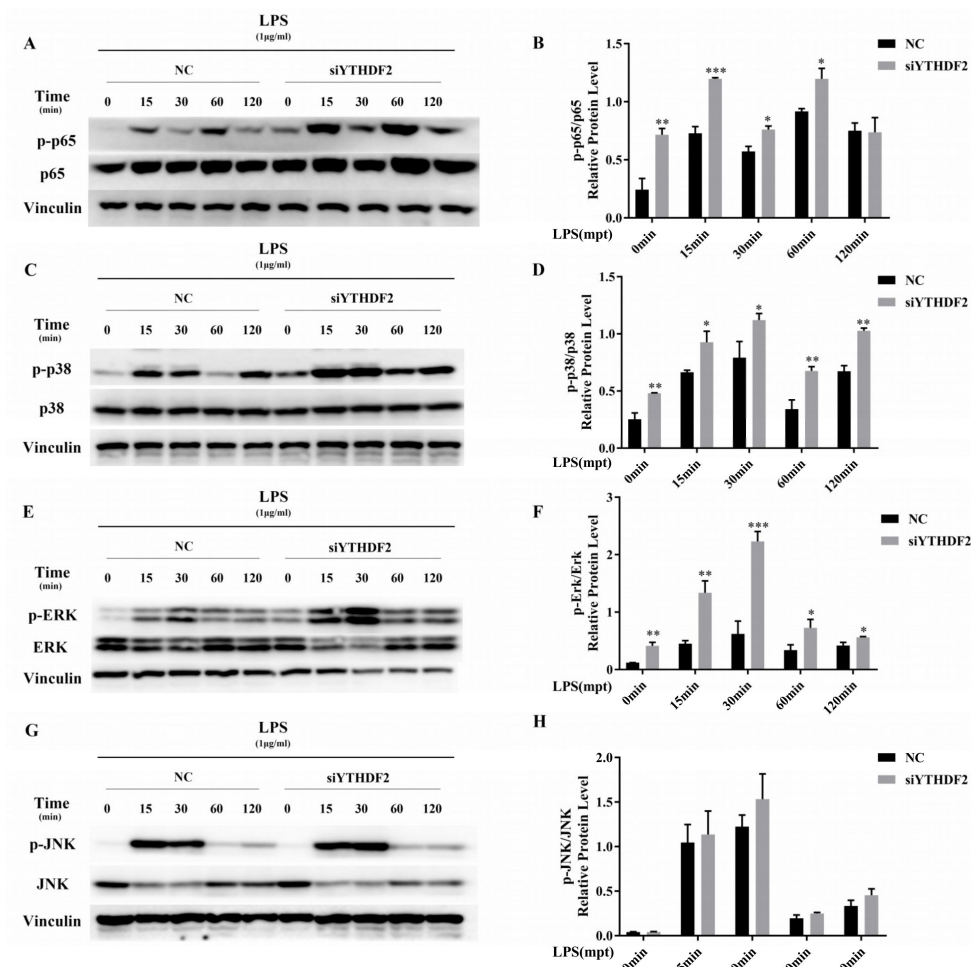 LPS
(1μg/ml)
A
NC
siYTHDF2
Time
(min)
0 15 30 60 120 0 15 30 60 120
p-p65
p65
Vinculin
B
NC
siYTHDF2
p-p65/p65
Relative Protein Level
1.5
1.0
0.5
0.0
** *** * *
LPS(mpt)
0min 15min 30min 60min 120min
LPS
(1μg/ml)
C
NC
siYTHDF2
Time
(min)
0 15 30 60 120 0 15 30 60 120
p-p38
p38
Vinculin
D
NC
siYTHDF2
p-p38/p38
Relative Protein Level
1.5
1.0
0.5
0.0
** * * ** **
LPS(mpt)
0min 15min 30min 60min 120min
LPS
(1μg/ml)
E
NC
siYTHDF2
Time
(min)
0 15 30 60 120 0 15 30 60 120
p-ERK
ERK
Vinculin
F
NC
siYTHDF2
p-Erk/Erk
Relative Protein Level
3
2
1
0
** ** *** * *
LPS(mpt)
0min 15min 30min 60min 120min
LPS
(1μg/ml)
G
NC
siYTHDF2
Time
(min)
0 15 30 60 120 0 15 30 60 120
p-JNK
JNK
Vinculin
H
NC
siYTHDF2
p-JNK/JNK
Relative Protein Level
2.0
1.5
1.0
0.5
0.0
LPS(mpt)